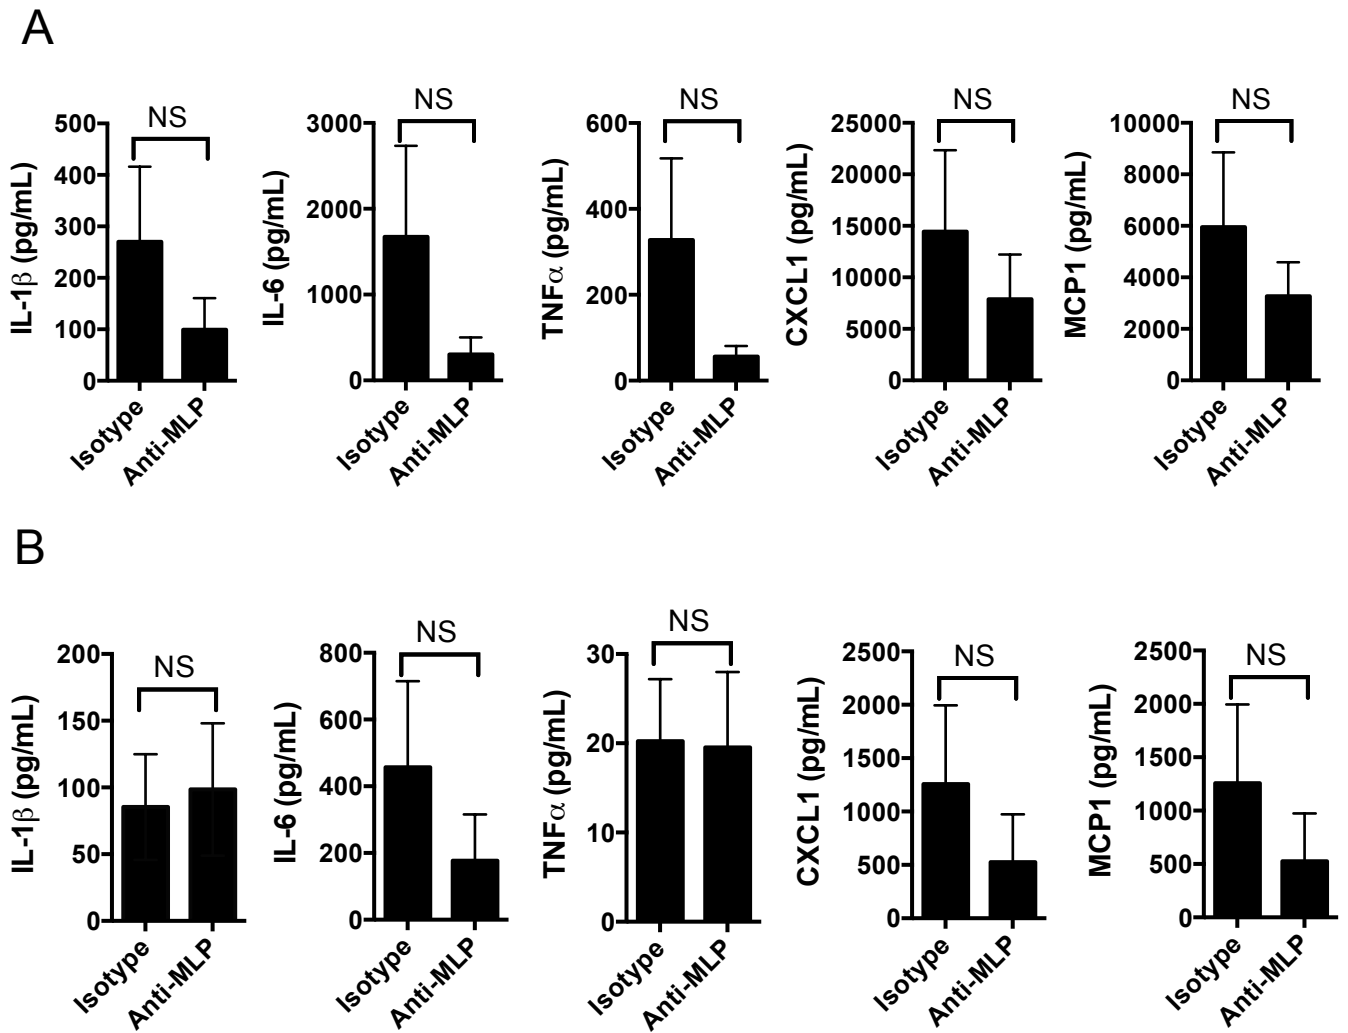 A
NS
500
400
300
200
100
0
IL-1β (pg/mL)
Isotype
Anti-MLP
NS
3000
2000
1000
0
IL-6 (pg/mL)
Isotype
Anti-MLP
NS
600
400
200
0
TNFα (pg/mL)
Isotype
Anti-MLP
NS
25000
20000
15000
10000
5000
0
CXCL1 (pg/mL)
Isotype
Anti-MLP
NS
10000
8000
6000
4000
2000
0
MCP1 (pg/mL)
Isotype
Anti-MLP
B
NS
200
150
100
50
0
IL-1β (pg/mL)
Isotype
Anti-MLP
NS
800
600
400
200
0
IL-6 (pg/mL)
Isotype
Anti-MLP
NS
30
20
10
0
TNFα (pg/mL)
Isotype
Anti-MLP
NS
2500
2000
1500
1000
500
0
CXCL1 (pg/mL)
Isotype
Anti-MLP
NS
2500
2000
1500
1000
500
0
MCP1 (pg/mL)
Isotype
Anti-MLP